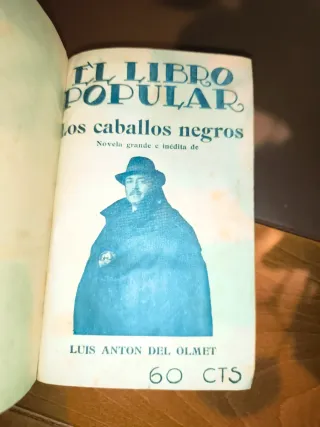 EL LIBRO
POPULAR
Los caballos negros
Novela grande e inédita de
LUIS ANTON DEL OLMET
60 CTS